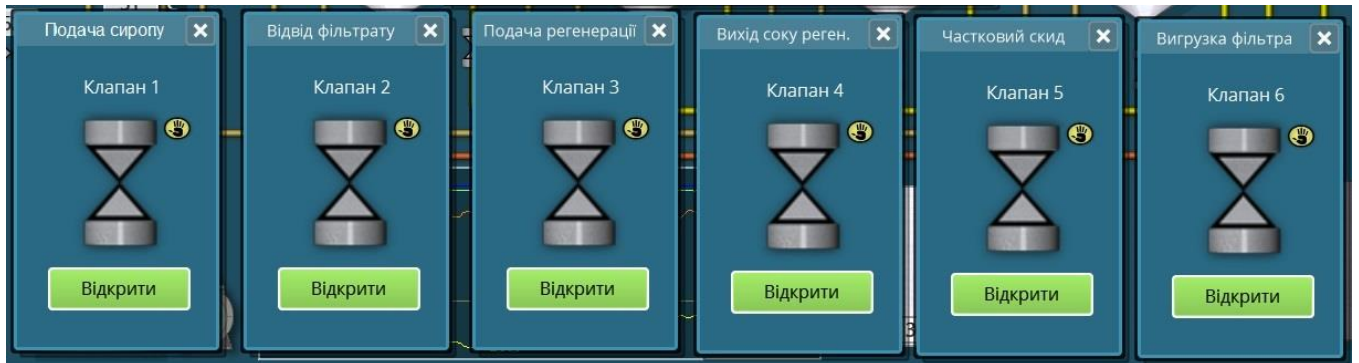 Подача сиропу
Клапан 1
Відкрити
Відвід фільтрату
Клапан 2
Відкрити
Подача регенерації
Клапан 3
Відкрити
Вихід соку реген.
Клапан 4
Відкрити
Частковий скид
Клапан 5
Відкрити
Вигрузка фільтра
Клапан 6
Відкрити